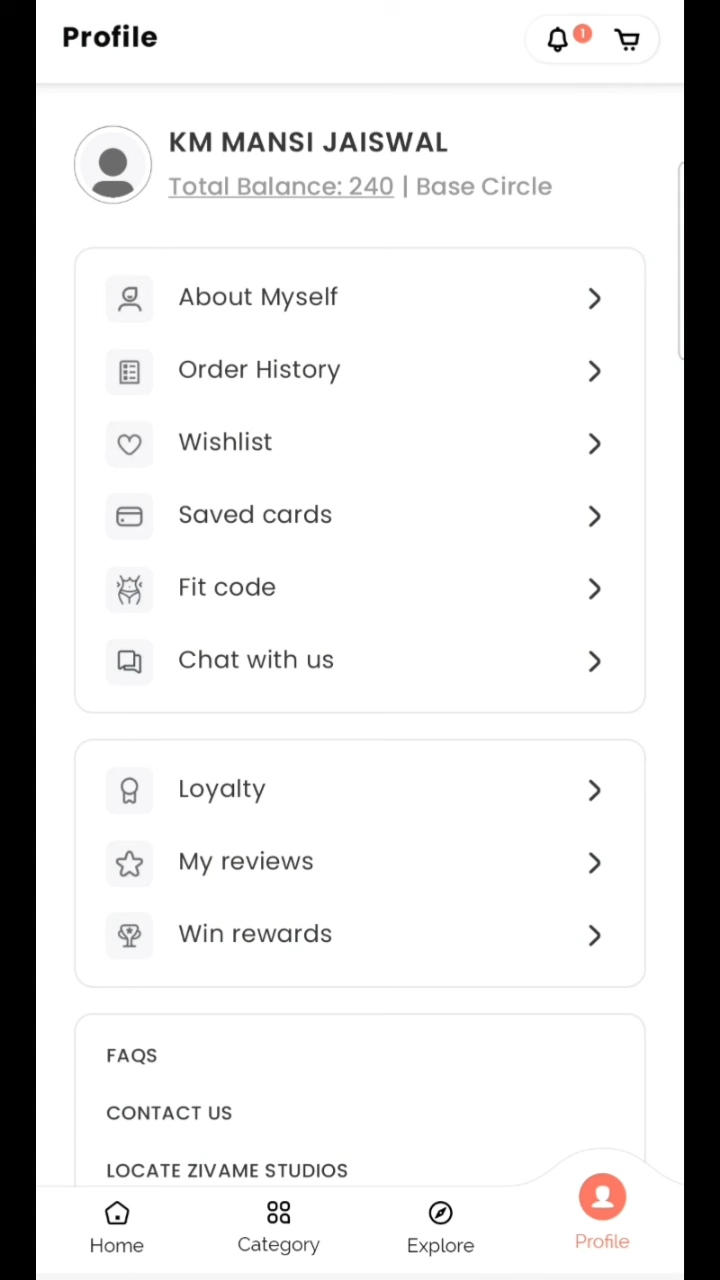 Profile
1
KM MANSI JAISWAL
Total Balance: 240 | Base Circle
About Myself
Order History
Wishlist
Saved cards
Fit code
Chat with us
Loyalty
My reviews
Win rewards
FAQS
CONTACT US
LOCATE ZIVAME STUDIOS
Home
Category
Explore
Profile